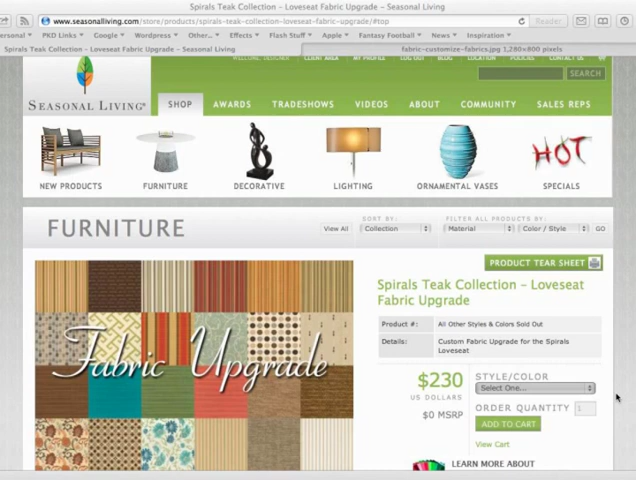 Spirals Teak Collection – Loveseat Fabric Upgrade – Seasonal Living
www.seasonalliving.com/store/products/spirals-teak-collection-loveseat-fabric-upgrade/#top
Reader
ersonal PKD Links Google Wordpress Other... Effects Flash Stuff Apple Fantasy Football News Inspiration
Spirals Teak Collection – Loveseat Fabric Upgrade – Seasonal Living
fabric-customize-fabrics.jpg 1,280×800 pixels
WELCOME, DESIGNER CLIENT AREA MY PROFILE LOG OUT BLOG LOCATION POLICIES CONTACT US
SEARCH
SEASONAL LIVING®
SHOP AWARDS TRADESHOWS VIDEOS ABOUT COMMUNITY SALES REPS
HOT
NEW PRODUCTS FURNITURE DECORATIVE LIGHTING ORNAMENTAL VASES SPECIALS
FURNITURE
SORT BY: FILTER ALL PRODUCTS BY:
View All Collection Material Color / Style GO
PRODUCT TEAR SHEET
Spirals Teak Collection – Loveseat
Fabric Upgrade
Product #: All Other Styles & Colors Sold Out
Details: Custom Fabric Upgrade for the Spirals
Loveseat
Fabric Upgrade
$230
US DOLLARS
$0 MSRP
STYLE/COLOR
Select One...
ORDER QUANTITY 1
ADD TO CART
View Cart
LEARN MORE ABOUT